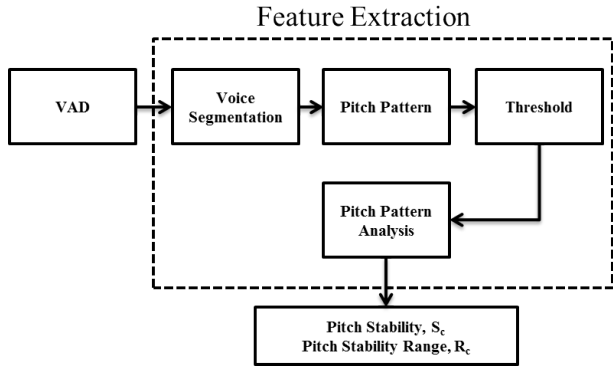 Feature Extraction
VAD
Voice
Segmentation
Pitch Pattern
Threshold
Pitch Pattern
Analysis
Pitch Stability, Sc
Pitch Stability Range, Rc